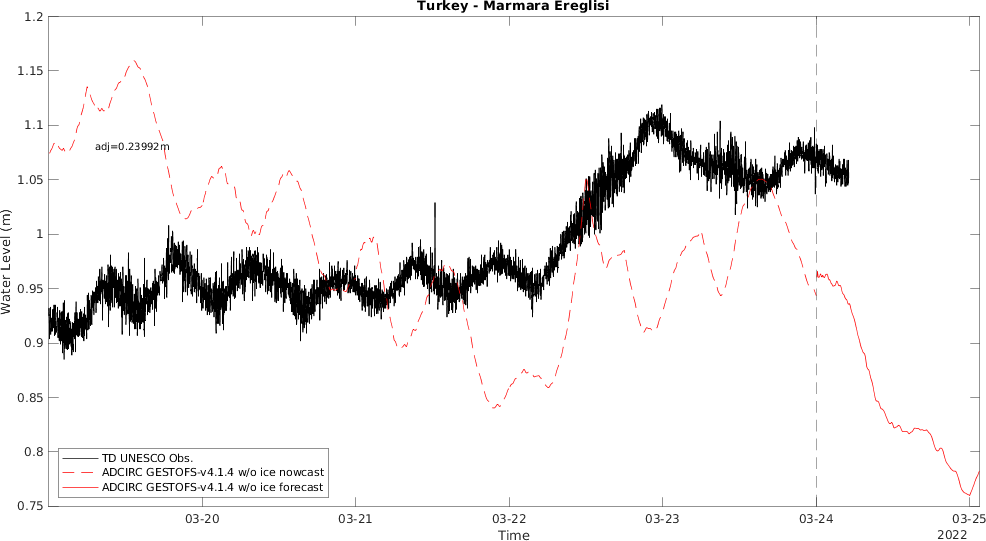 Turkey - Marmara Ereglisi
1.2
1.15
1.1
adj=0.23992m
1.05
1
0.95
0.9
0.85
0.8
0.75
Water Level (m)
TD UNESCO Obs.
ADCIRC GESTOFS-v4.1.4 w/o ice nowcast
ADCIRC GESTOFS-v4.1.4 w/o ice forecast
03-20
03-21
03-22
03-23
03-24
03-25
Time
2022